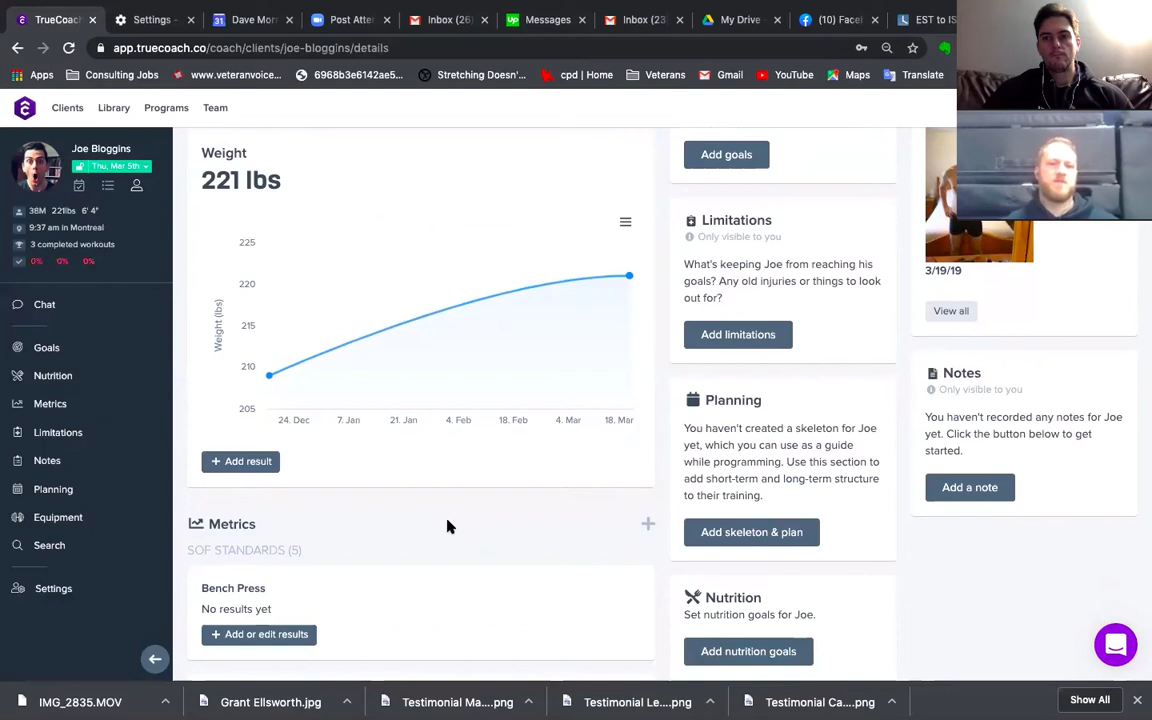 TrueCoach
Settings -
Dave Mor
Post Atte
Inbox (26)
Messages
Inbox (23
My Drive -
(10) Face
EST to IS
app.truecoach.co/coach/clients/joe-bloggins/details
Apps
Consulting Jobs
www.veteranvoice...
6968b3e6142ae5...
Stretching Doesn'...
cpd | Home
Veterans
Gmail
YouTube
Maps
Translate
Clients
Library
Programs
Team
Joe Bloggins
Thu, Mar 5th
38M 221lbs 6' 4"
9:37 am in Montreal
3 completed workouts
0% 0% 0%
Chat
Goals
Nutrition
Metrics
Limitations
Notes
Planning
Equipment
Search
Settings
Weight
221 lbs
225
220
215
210
205
Weight (lbs)
24. Dec
7. Jan
21. Jan
4. Feb
18. Feb
4. Mar
18. Mar
+ Add result
Metrics
SOF STANDARDS (5)
Bench Press
No results yet
+ Add or edit results
Add goals
Limitations
Only visible to you
What's keeping Joe from reaching his
goals? Any old injuries or things to look
out for?
Add limitations
Planning
You haven't created a skeleton for Joe
yet, which you can use as a guide
while programming. Use this section to
add short-term and long-term structure
to their training.
Add skeleton & plan
Nutrition
Set nutrition goals for Joe.
Add nutrition goals
3/19/19
View all
Notes
Only visible to you
You haven't recorded any notes for Joe
yet. Click the button below to get
started.
Add a note
IMG_2835.MOV
Grant Ellsworth.jpg
Testimonial Ma....png
Testimonial Le....png
Testimonial Ca....png
Show All